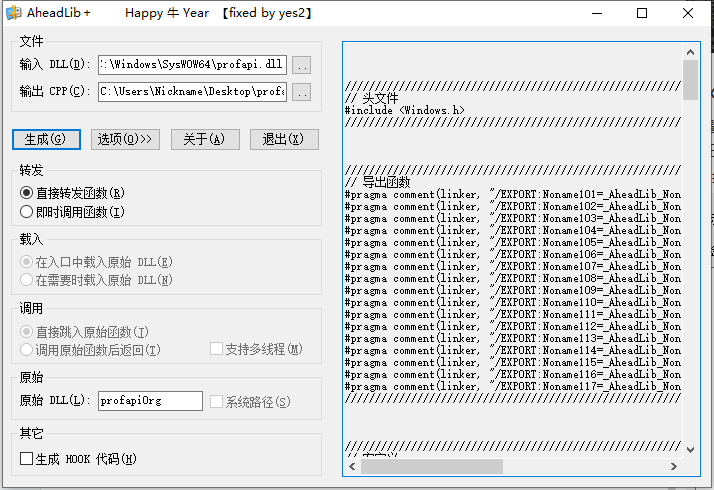 AheadLib+ Happy 牛 Year 【fixed by yes2】
文件
输入 DLL(D): :\Windows\SysWOW64\profapi.dll ..
输出 CPP(C): C:\Users\Nickname\Desktop\profa ..
生成(G) 选项(O)>> 关于(A) 退出(X)
转发
直接转发函数(R)
即时调用函数(I)
载入
在入口中载入原始 DLL(E)
在需要时载入原始 DLL(N)
调用
直接跳入原始函数(I)
调用原始函数后返回(T) 支持多线程(M)
原始
原始 DLL(L): profapiOrg 系统路径(S)
其它
生成 HOOK 代码(H)
////////////////////////////////////////////////////////
// 头文件
#include <Windows.h>
////////////////////////////////////////////////////////
////////////////////////////////////////////////////////
// 导出函数
#pragma comment(linker, "/EXPORT:Noname101=_AheadLib_Non
#pragma comment(linker, "/EXPORT:Noname102=_AheadLib_Non
#pragma comment(linker, "/EXPORT:Noname103=_AheadLib_Non
#pragma comment(linker, "/EXPORT:Noname104=_AheadLib_Non
#pragma comment(linker, "/EXPORT:Noname105=_AheadLib_Non
#pragma comment(linker, "/EXPORT:Noname106=_AheadLib_Non
#pragma comment(linker, "/EXPORT:Noname107=_AheadLib_Non
#pragma comment(linker, "/EXPORT:Noname108=_AheadLib_Non
#pragma comment(linker, "/EXPORT:Noname109=_AheadLib_Non
#pragma comment(linker, "/EXPORT:Noname110=_AheadLib_Non
#pragma comment(linker, "/EXPORT:Noname111=_AheadLib_Non
#pragma comment(linker, "/EXPORT:Noname112=_AheadLib_Non
#pragma comment(linker, "/EXPORT:Noname113=_AheadLib_Non
#pragma comment(linker, "/EXPORT:Noname114=_AheadLib_Non
#pragma comment(linker, "/EXPORT:Noname115=_AheadLib_Non
#pragma comment(linker, "/EXPORT:Noname116=_AheadLib_Non
#pragma comment(linker, "/EXPORT:Noname117=_AheadLib_Non
////////////////////////////////////////////////////////
////////////////////////////////////////////////////////